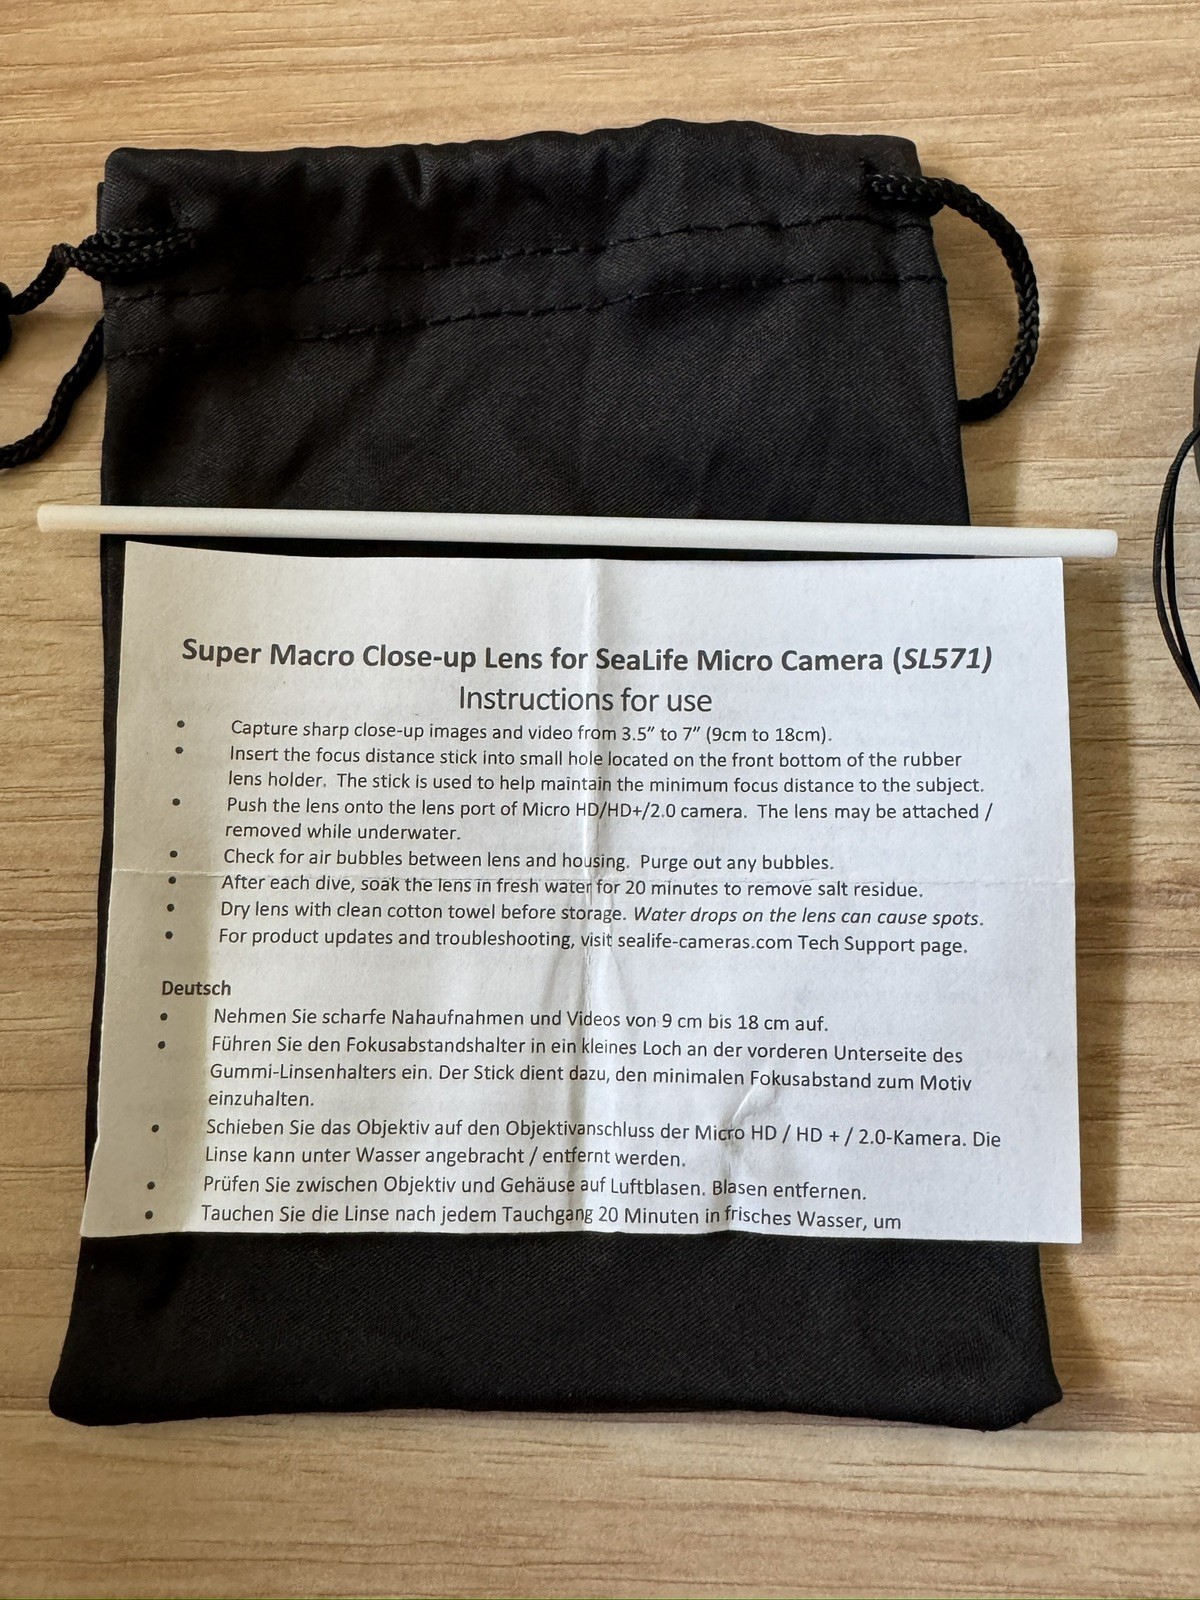 Super Macro Close-up Lens for SeaLife Micro Camera (SL571)
Instructions for use
• Capture sharp close-up images and video from 3.5” to 7” (9cm to 18cm).
• Insert the focus distance stick into small hole located on the front bottom of the rubber
lens holder. The stick is used to help maintain the minimum focus distance to the subject.
• Push the lens onto the lens port of Micro HD/HD+/2.0 camera. The lens may be attached /
removed while underwater.
• Check for air bubbles between lens and housing. Purge out any bubbles.
• After each dive, soak the lens in fresh water for 20 minutes to remove salt residue.
• Dry lens with clean cotton towel before storage. Water drops on the lens can cause spots.
• For product updates and troubleshooting, visit sealife-cameras.com Tech Support page.
Deutsch
• Nehmen Sie scharfe Nahaufnahmen und Videos von 9 cm bis 18 cm auf.
• Führen Sie den Fokusabstandshalter in ein kleines Loch an der vorderen Unterseite des
Gummi-Linsenhalters ein. Der Stick dient dazu, den minimalen Fokusabstand zum Motiv
einzuhalten.
• Schieben Sie das Objektiv auf den Objektivanschluss der Micro HD / HD + / 2.0-Kamera. Die
Linse kann unter Wasser angebracht / entfernt werden.
• Prüfen Sie zwischen Objektiv und Gehäuse auf Luftblasen. Blasen entfernen.
• Tauchen Sie die Linse nach jedem Tauchgang 20 Minuten in frisches Wasser, um